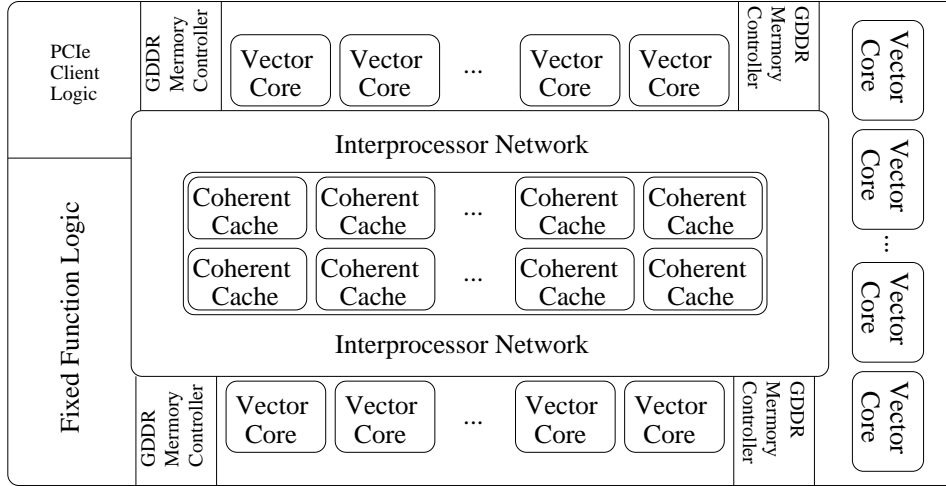 PCIe
Client
Logic
GDDR
Mermory
Controller
Vector
Core
Vector
Core
...
Vector
Core
Vector
Core
GDDR
Mermory
Controller
Vector
Core
Vector
Core
...
Vector
Core
Vector
Core
Interprocessor Network
Coherent
Cache
Coherent
Cache
...
Coherent
Cache
Coherent
Cache
Coherent
Cache
Coherent
Cache
...
Coherent
Cache
Coherent
Cache
Interprocessor Network
Fixed Function Logic
GDDR
Mermory
Controller
Vector
Core
Vector
Core
...
Vector
Core
Vector
Core
GDDR
Mermory
Controller